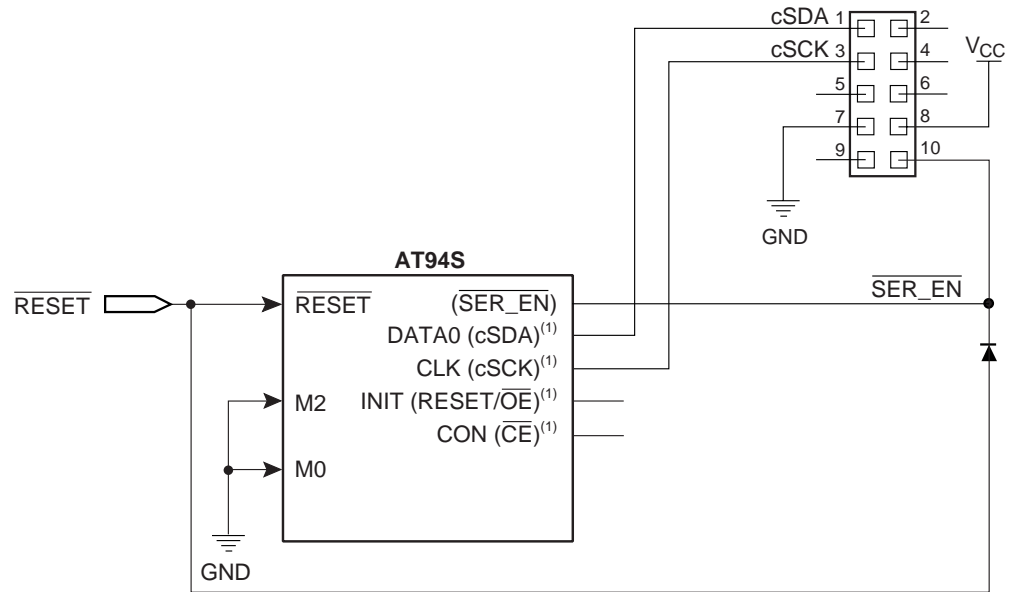 cSDA 1 2
cSCK 3 4 VCC
5 6
7 8
9 10
GND
AT94S
RESET RESET (SER_EN) SER_EN
DATA0 (cSDA)(1)
CLK (cSCK)(1)
M2 INIT (RESET/OE)(1)
CON (CE)(1)
M0
GND